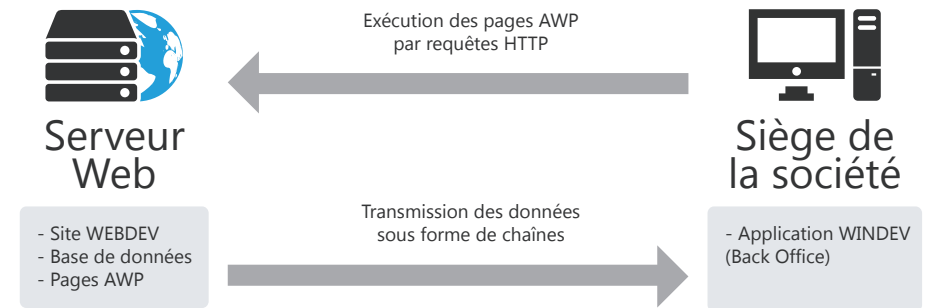 Exécution des pages AWP
par requêtes HTTP
Serveur
Web
Siège de
la société
Transmission des données
sous forme de chaînes
- Site WEBDEV
- Base de données
- Pages AWP
- Application WINDEV
(Back Office)